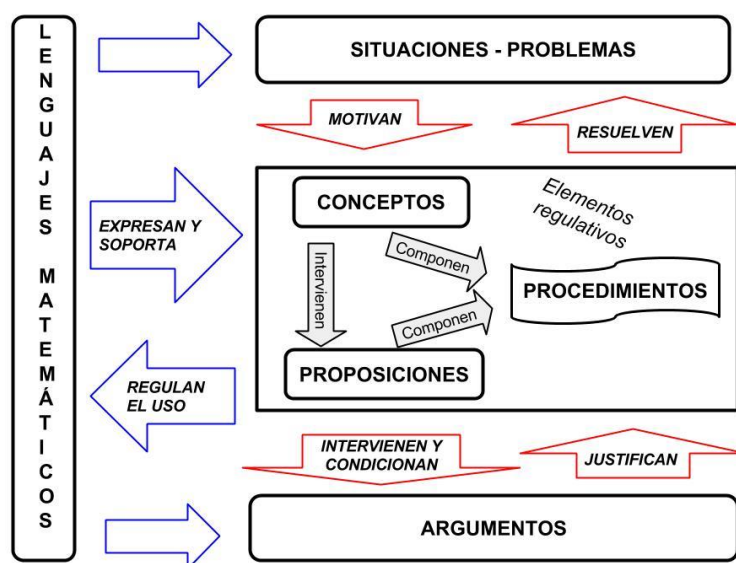 LENGUAJES MATEMÁTICOS
SITUACIONES - PROBLEMAS
MOTIVAN
RESUELVEN
EXPRESAN Y
SOPORTA
CONCEPTOS
Elementos
regulativos
Intervienen
Componen
PROCEDIMIENTOS
Componen
PROPOSICIONES
REGULAN
EL USO
INTERVIENEN Y
CONDICIONAN
JUSTIFICAN
ARGUMENTOS